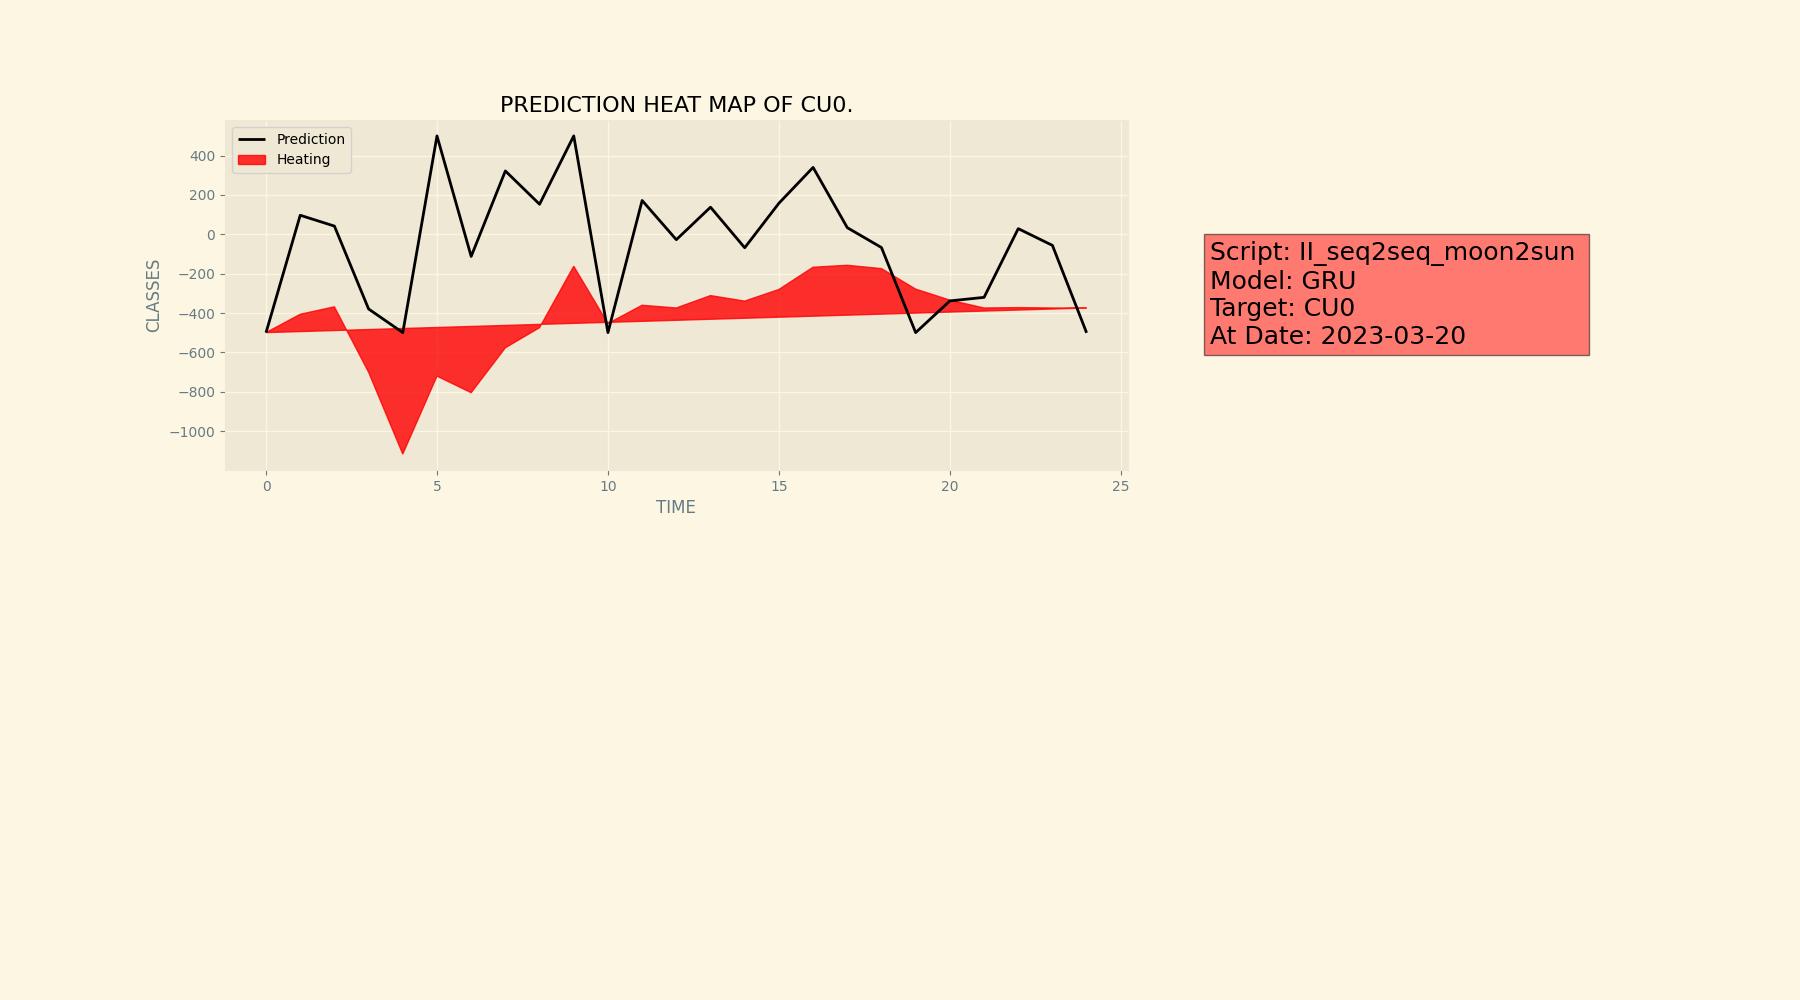 PREDICTION HEAT MAP OF CU0.
Prediction
Heating
400
200
0
−200
−400
−600
−800
−1000
CLASSES
0 5 10 15 20 25
TIME
Script: II_seq2seq_moon2sun
Model: GRU
Target: CU0
At Date: 2023-03-20